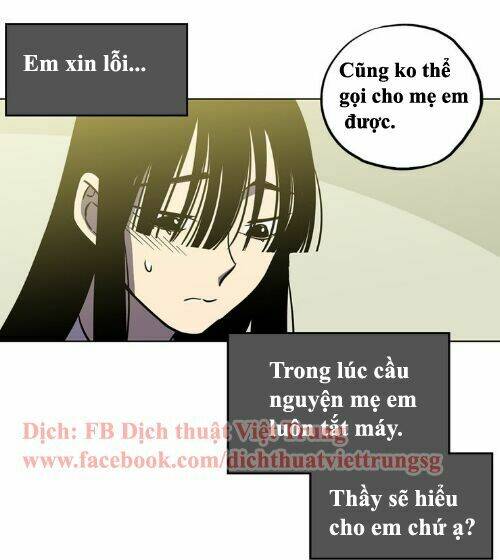 Em xin lỗi...
Cũng ko thể
gọi cho mẹ em
được.
Trong lúc cầu
nguyện mẹ em
luôn tắt máy.
Dịch: FB Dịch thuật Việt Trung
www.facebook.com/dichthuatviettrungsg
Thầy sẽ hiểu
cho em chứ ạ?